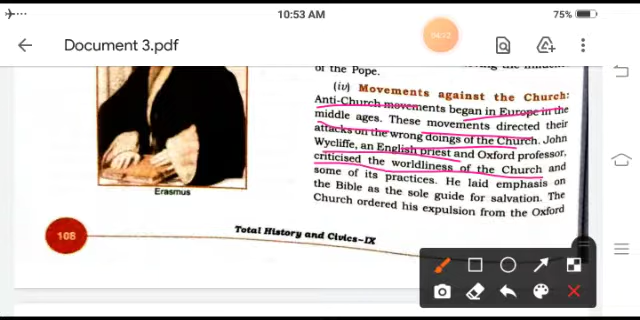 10:53 AM
75%
04:22
Document 3.pdf
of the Pope.
(iv) Movements against the Church:
Anti-Church movements began in Europe in the
middle ages. These movements directed their
attacks on the wrong doings of the Church. John
Wycliffe, an English priest and Oxford professor,
criticised the worldliness of the Church and
some of its practices. He laid emphasis on
the Bible as the sole guide for salvation. The
Church ordered his expulsion from the Oxford
Erasmus
108
Total History and Civics–IX